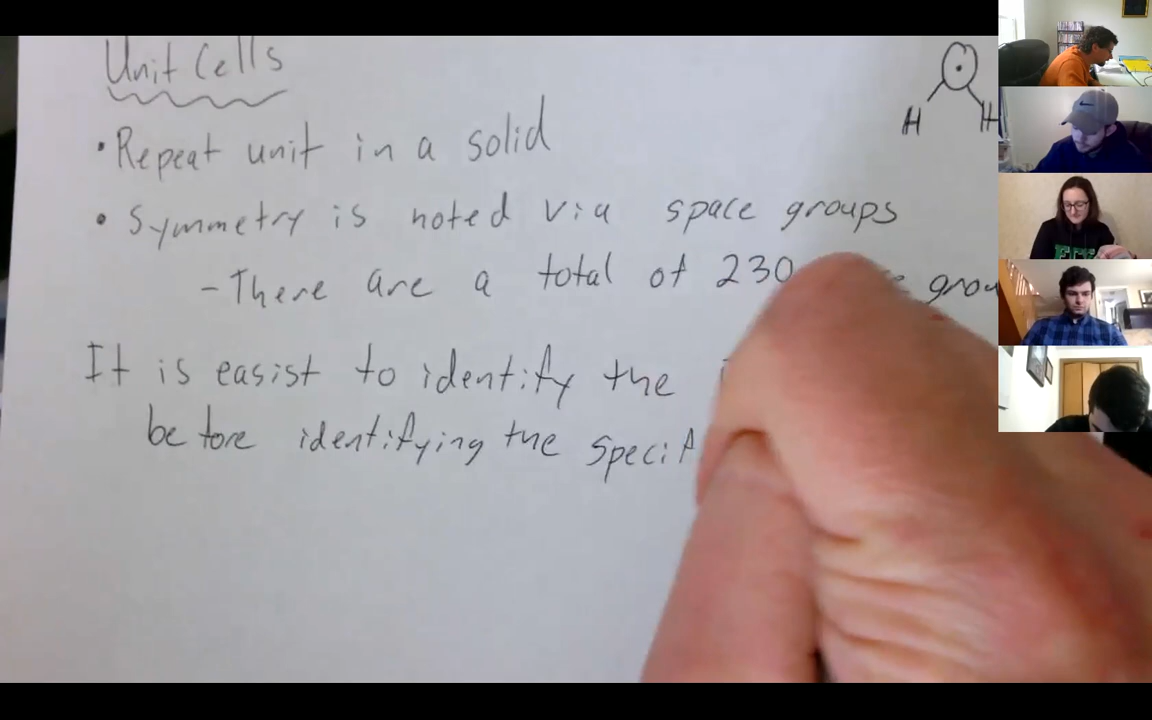 Unit Cells
• Repeat unit in a solid
• Symmetry is noted via space groups
- There are a total of 230
It is easist to identify the
before identifying the
H H